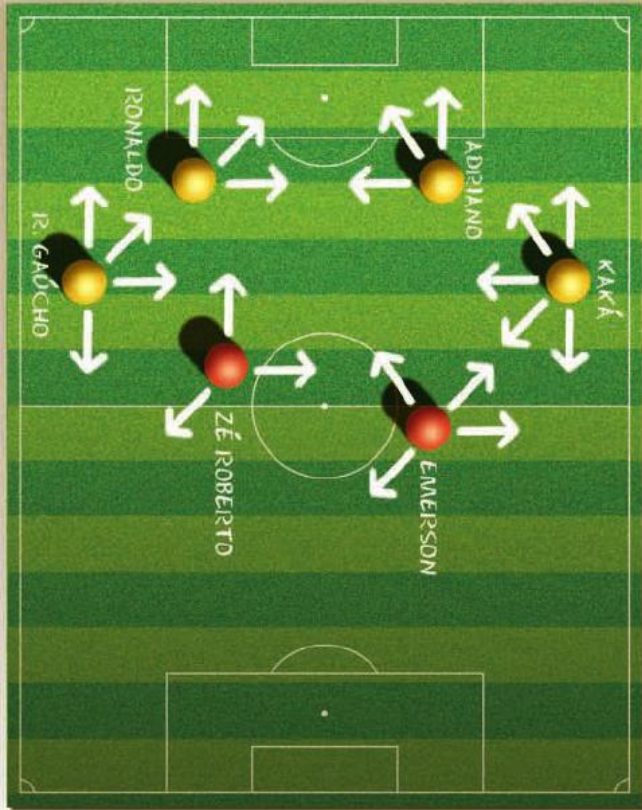 RONALDO
ADRIANO
R. GAÚCHO
KAKÁ
ZÉ ROBERTO
EMERSON